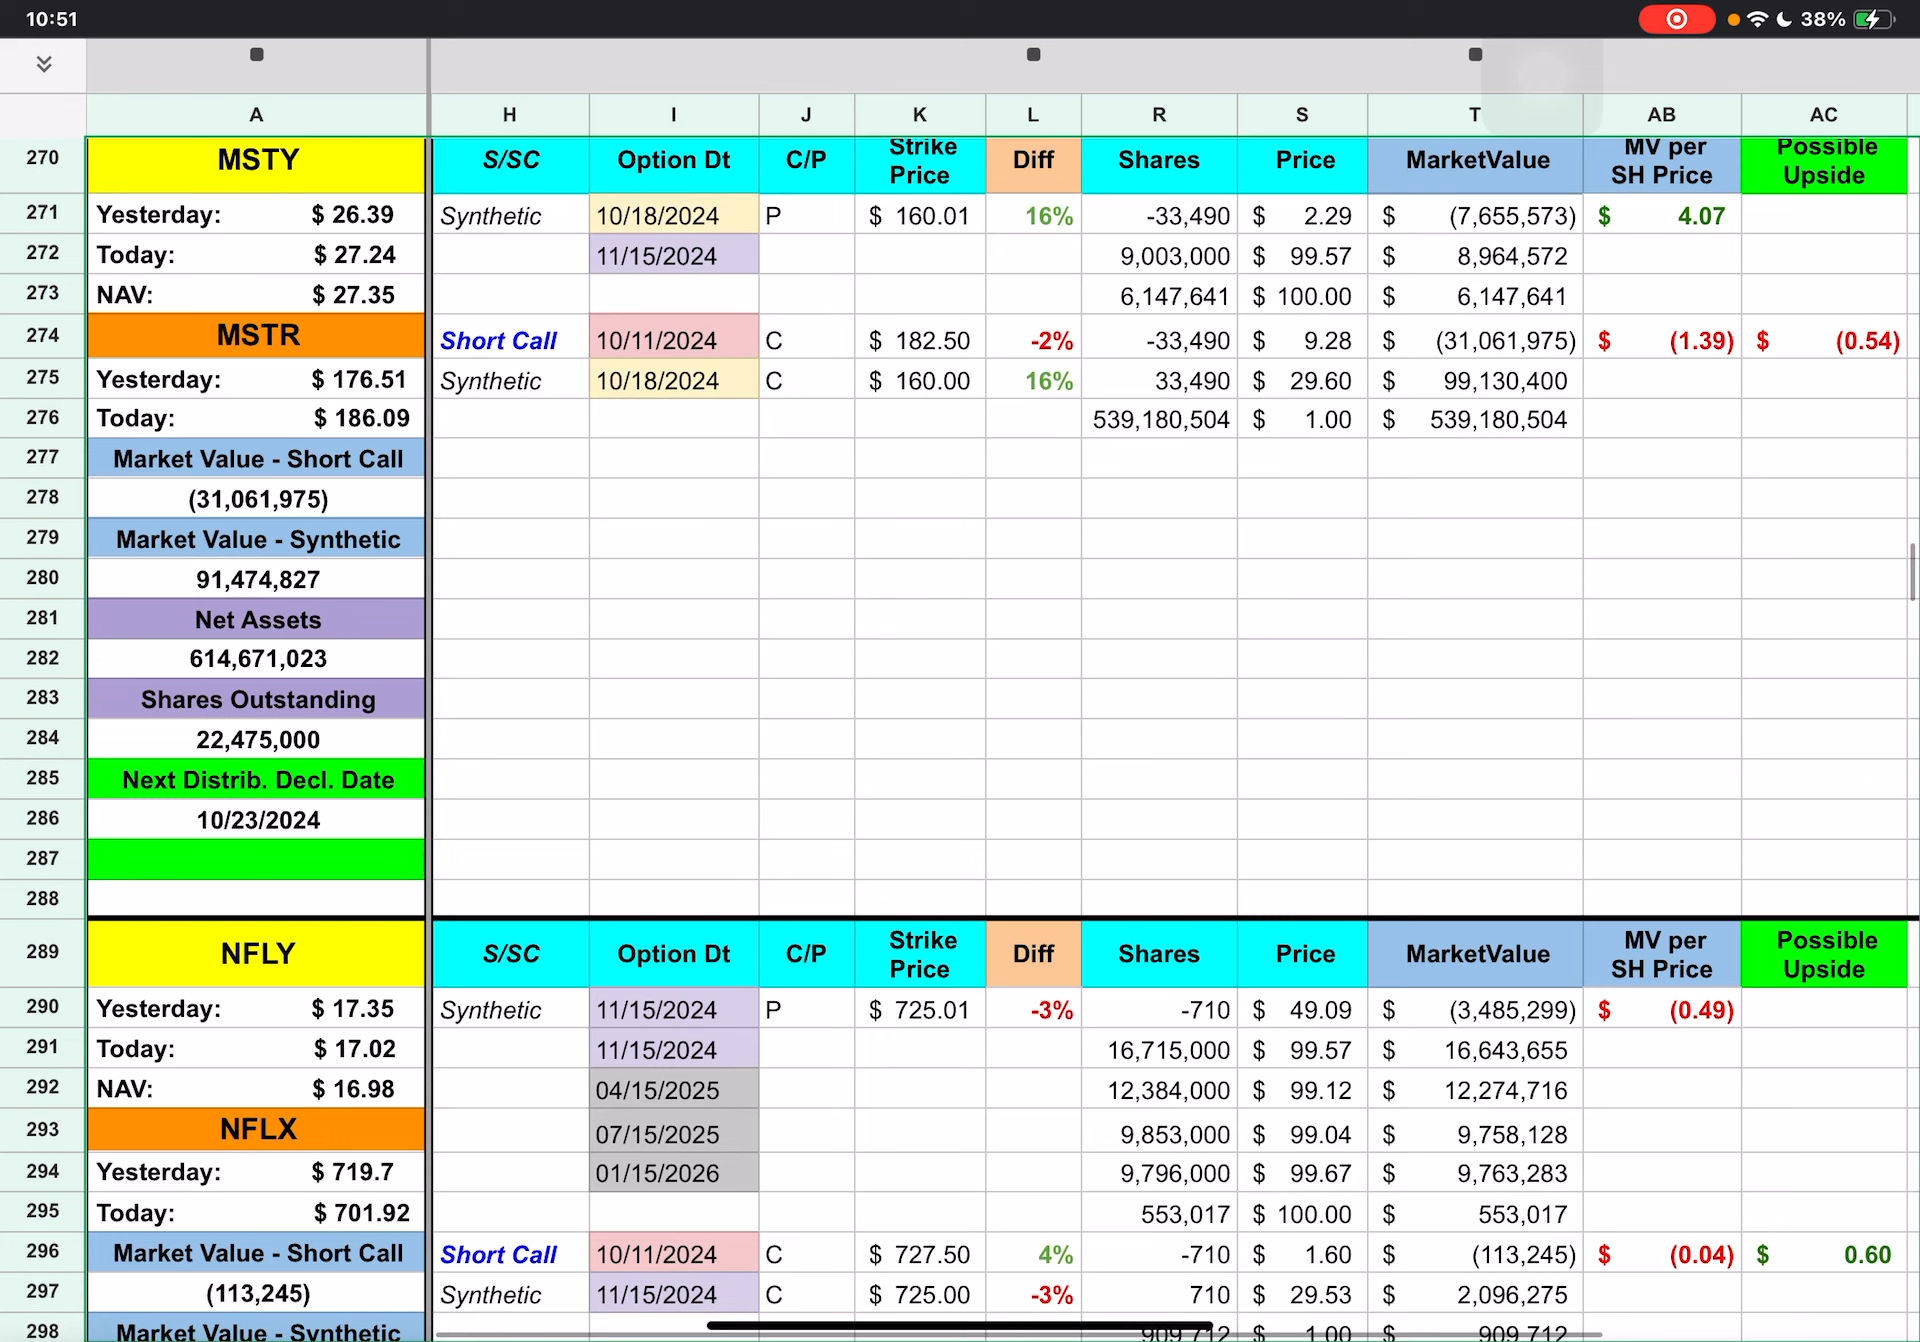 10:51 38%
A H I J K L R S T AB AC
270 MSTY S/SC Option Dt C/P Strike Price Diff Shares Price MarketValue MV per SH Price Possible Upside
271 Yesterday: $ 26.39 Synthetic 10/18/2024 P $ 160.01 16% -33,490 $ 2.29 $ (7,655,573) $ 4.07
272 Today: $ 27.24 11/15/2024 9,003,000 $ 99.57 $ 8,964,572
273 NAV: $ 27.35 6,147,641 $ 100.00 $ 6,147,641
274 MSTR Short Call 10/11/2024 C $ 182.50 -2% -33,490 $ 9.28 $ (31,061,975) $ (1.39) $ (0.54)
275 Yesterday: $ 176.51 Synthetic 10/18/2024 C $ 160.00 16% 33,490 $ 29.60 $ 99,130,400
276 Today: $ 186.09 539,180,504 $ 1.00 $ 539,180,504
277 Market Value - Short Call
278 (31,061,975)
279 Market Value - Synthetic
280 91,474,827
281 Net Assets
282 614,671,023
283 Shares Outstanding
284 22,475,000
285 Next Distrib. Decl. Date
286 10/23/2024
287
288
289 NFLY S/SC Option Dt C/P Strike Price Diff Shares Price MarketValue MV per SH Price Possible Upside
290 Yesterday: $ 17.35 Synthetic 11/15/2024 P $ 725.01 -3% -710 $ 49.09 $ (3,485,299) $ (0.49)
291 Today: $ 17.02 11/15/2024 16,715,000 $ 99.57 $ 16,643,655
292 NAV: $ 16.98 04/15/2025 12,384,000 $ 99.12 $ 12,274,716
293 NFLX 07/15/2025 9,853,000 $ 99.04 $ 9,758,128
294 Yesterday: $ 719.7 01/15/2026 9,796,000 $ 99.67 $ 9,763,283
295 Today: $ 701.92 553,017 $ 100.00 $ 553,017
296 Market Value - Short Call Short Call 10/11/2024 C $ 727.50 4% -710 $ 1.60 $ (113,245) $ (0.04) $ 0.60
297 (113,245) Synthetic 11/15/2024 C $ 725.00 -3% 710 $ 29.53 $ 2,096,275
298 Market Value - Synthetic 909,712 $ 1.00 $ 909,712